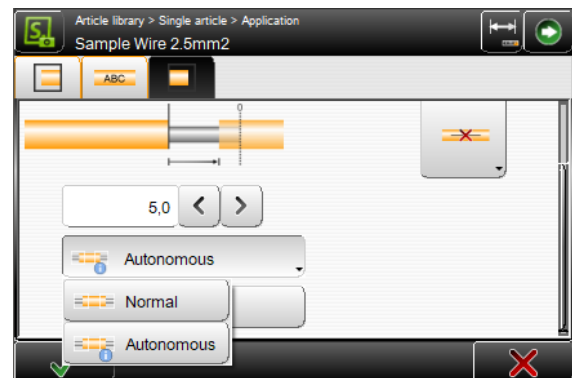 S.
Article library > Single article > Application
Sample Wire 2.5mm2
ABC
0
5,0
Autonomous
Normal
Autonomous